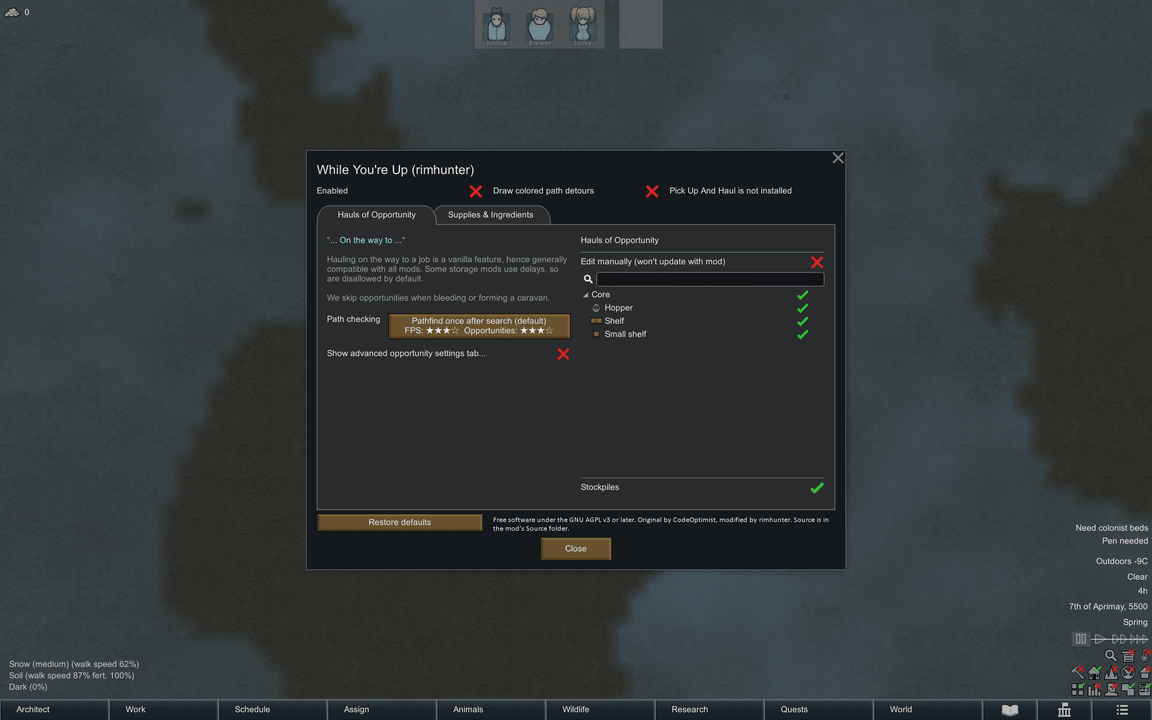 0
Justice
Brewer
Lucky
While You're Up (rimhunter)
Enabled
Draw colored path detours
Pick Up And Haul is not installed
Hauls of Opportunity
Supplies & Ingredients
"... On the way to ..."
Hauling on the way to a job is a vanilla feature, hence generally
compatible with all mods. Some storage mods use delays, so
are disallowed by default.
We skip opportunities when bleeding or forming a caravan.
Path checking
Pathfind once after search (default)
FPS: ★★★☆ Opportunities: ★★★☆
Show advanced opportunity settings tab...
Hauls of Opportunity
Edit manually (won't update with mod)
Core
Hopper
Shelf
Small shelf
Stockpiles
Restore defaults
Free software under the GNU AGPL v3 or later. Original by CodeOptimist, modified by rimhunter. Source is in
the mod's Source folder.
Close
Need colonist beds
Pen needed
Outdoors -9C
Clear
4h
7th of Aprimay, 5500
Spring
Snow (medium) (walk speed 62%)
Soil (walk speed 87% fert. 100%)
Dark (0%)
Architect
Work
Schedule
Assign
Animals
Wildlife
Research
Quests
World